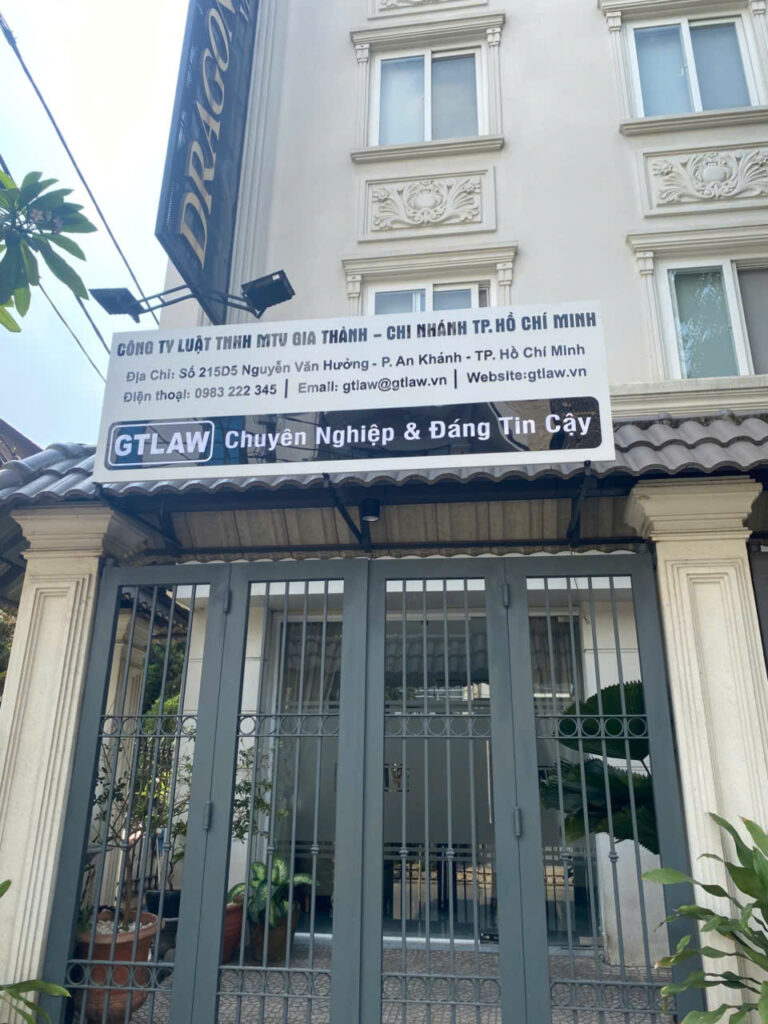 DRAGON
CÔNG TY LUẬT TNHH MTV GIA THÀNH - CHI NHÁNH TP. HỒ CHÍ MINH
Địa Chỉ: Số 215D5 Nguyễn Văn Hưởng - P. An Khánh - TP. Hồ Chí Minh
Điện thoại: 0983 222 345 | Email: gtlaw@gtlaw.vn | Website:gtlaw.vn
GTLAW Chuyên Nghiệp & Đáng Tin Cậy